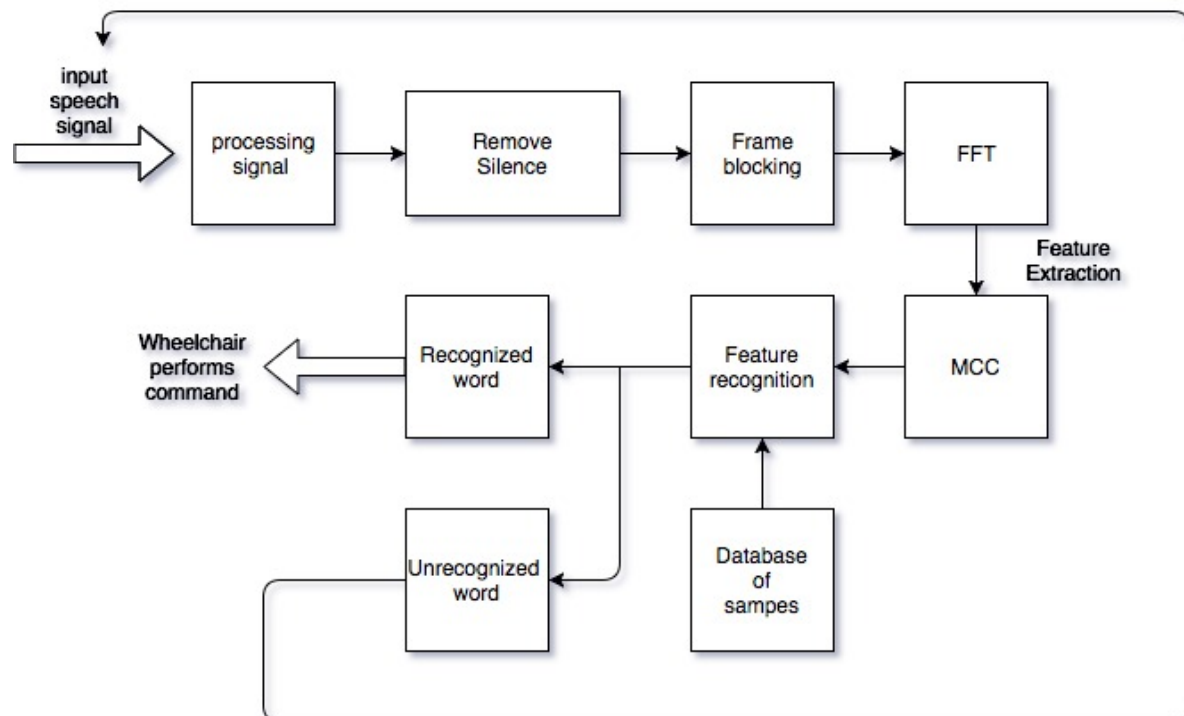 input
speech
signal
processing
signal
Remove
Silence
Frame
blocking
FFT
Feature
Extraction
MCC
Feature
recognition
Recognized
word
Wheelchair
performs
command
Unrecognized
word
Database
of
sampes